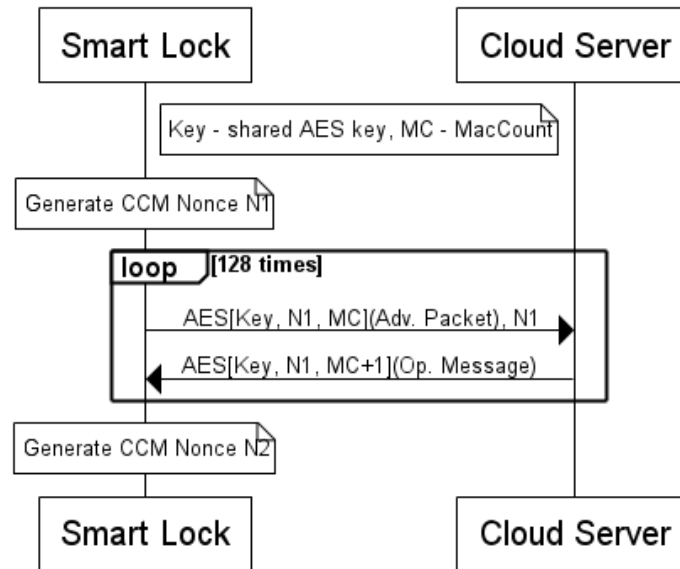 Smart Lock
Cloud Server
Key - shared AES key, MC - MacCount
Generate CCM Nonce N1
loop
[128 times]
AES[Key, N1, MC](Adv. Packet), N1
AES[Key, N1, MC+1](Op. Message)
Generate CCM Nonce N2
Smart Lock
Cloud Server